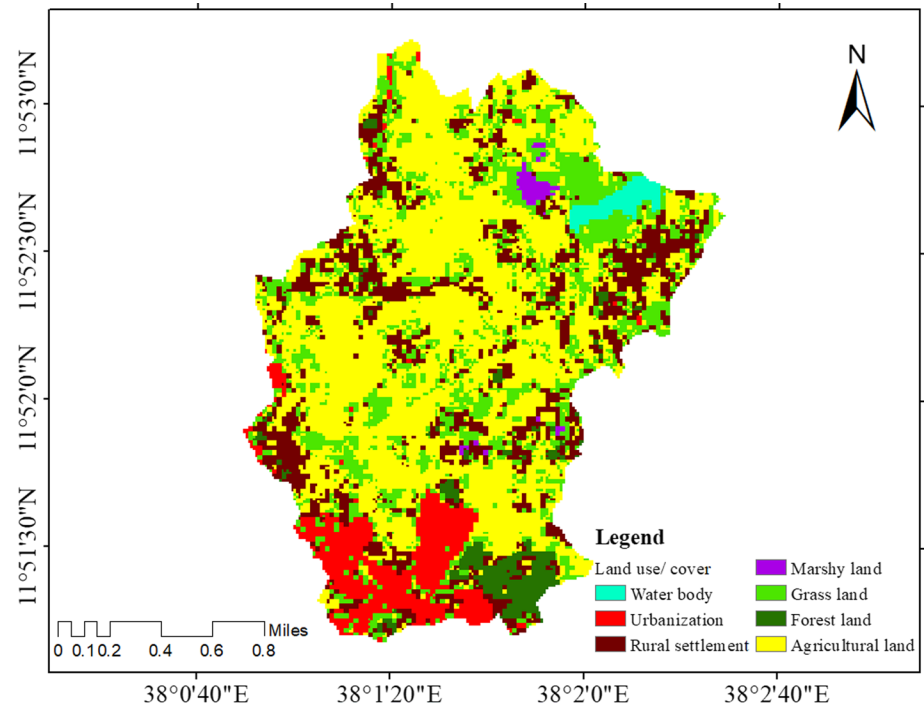 N
11°53'0"N
11°52'30"N
11°52'0"N
11°51'30"N
Legend
Land use/ cover
Water body
Urbanization
Rural settlement
Marshy land
Grass land
Forest land
Agricultural land
Miles
0 0.1 0.2 0.4 0.6 0.8
38°0'40"E 38°1'20"E 38°2'0"E 38°2'40"E